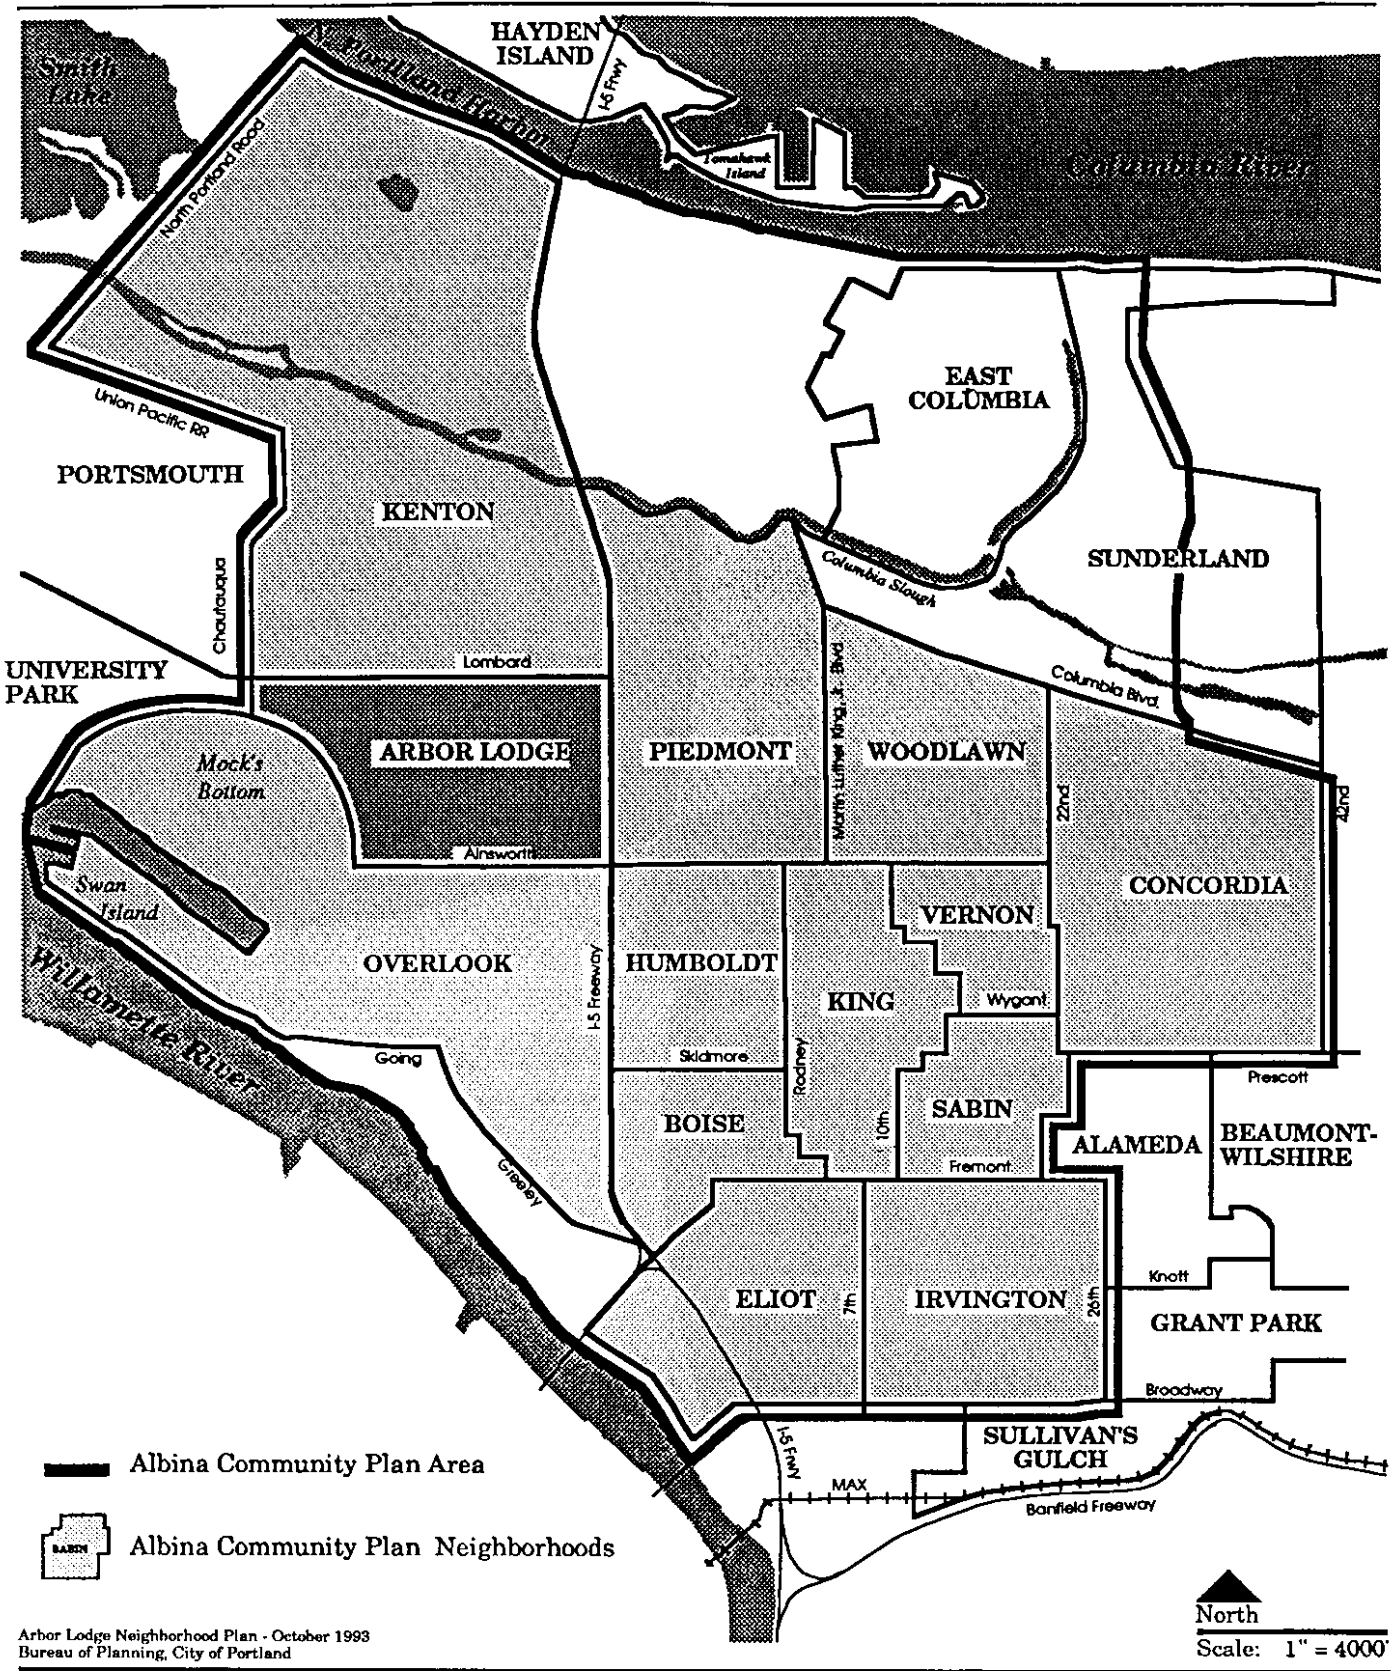 HAYDEN
ISLAND
I-5 Frwy
Smith
Lake
N. Portland Harbor
Tomahawk
Island
Columbia River
North Portland Road
Union Pacific RR
EAST
COLUMBIA
PORTSMOUTH
KENTON
SUNDERLAND
Columbia Slough
Chautauqua
UNIVERSITY
PARK
Lombard
Martin Luther King, Jr. Blvd
Columbia Blvd.
ARBOR LODGE
PIEDMONT
WOODLAWN
Mock's
Bottom
22nd
42nd
Ainsworth
Swan
Island
CONCORDIA
VERNON
Willamette River
OVERLOOK
I-5 Freeway
HUMBOLDT
KING
Wygant
Going
Skidmore
Rodney
Prescott
BOISE
10th
SABIN
ALAMEDA
BEAUMONT-
WILSHIRE
Fremont
Greeley
Knott
ELIOT
7th
IRVINGTON
26th
GRANT PARK
Broadway
I-5 Frwy
SULLIVAN'S
GULCH
MAX
Banfield Freeway
Albina Community Plan Area
SABIN
Albina Community Plan Neighborhoods
North
Scale: 1" = 4000'
Arbor Lodge Neighborhood Plan - October 1993
Bureau of Planning, City of Portland